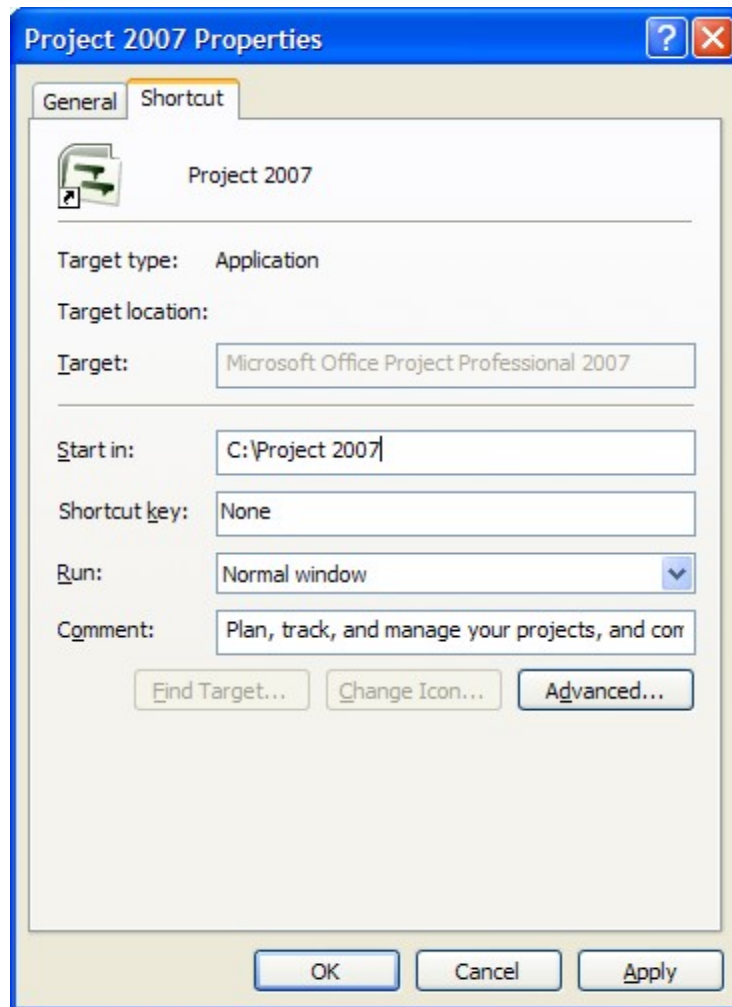 Project 2007 Properties
General Shortcut
Project 2007
Target type: Application
Target location:
Target: Microsoft Office Project Professional 2007
Start in: C:\Project 2007
Shortcut key: None
Run: Normal window
Comment: Plan, track, and manage your projects, and com
Find Target... Change Icon... Advanced...
OK Cancel Apply